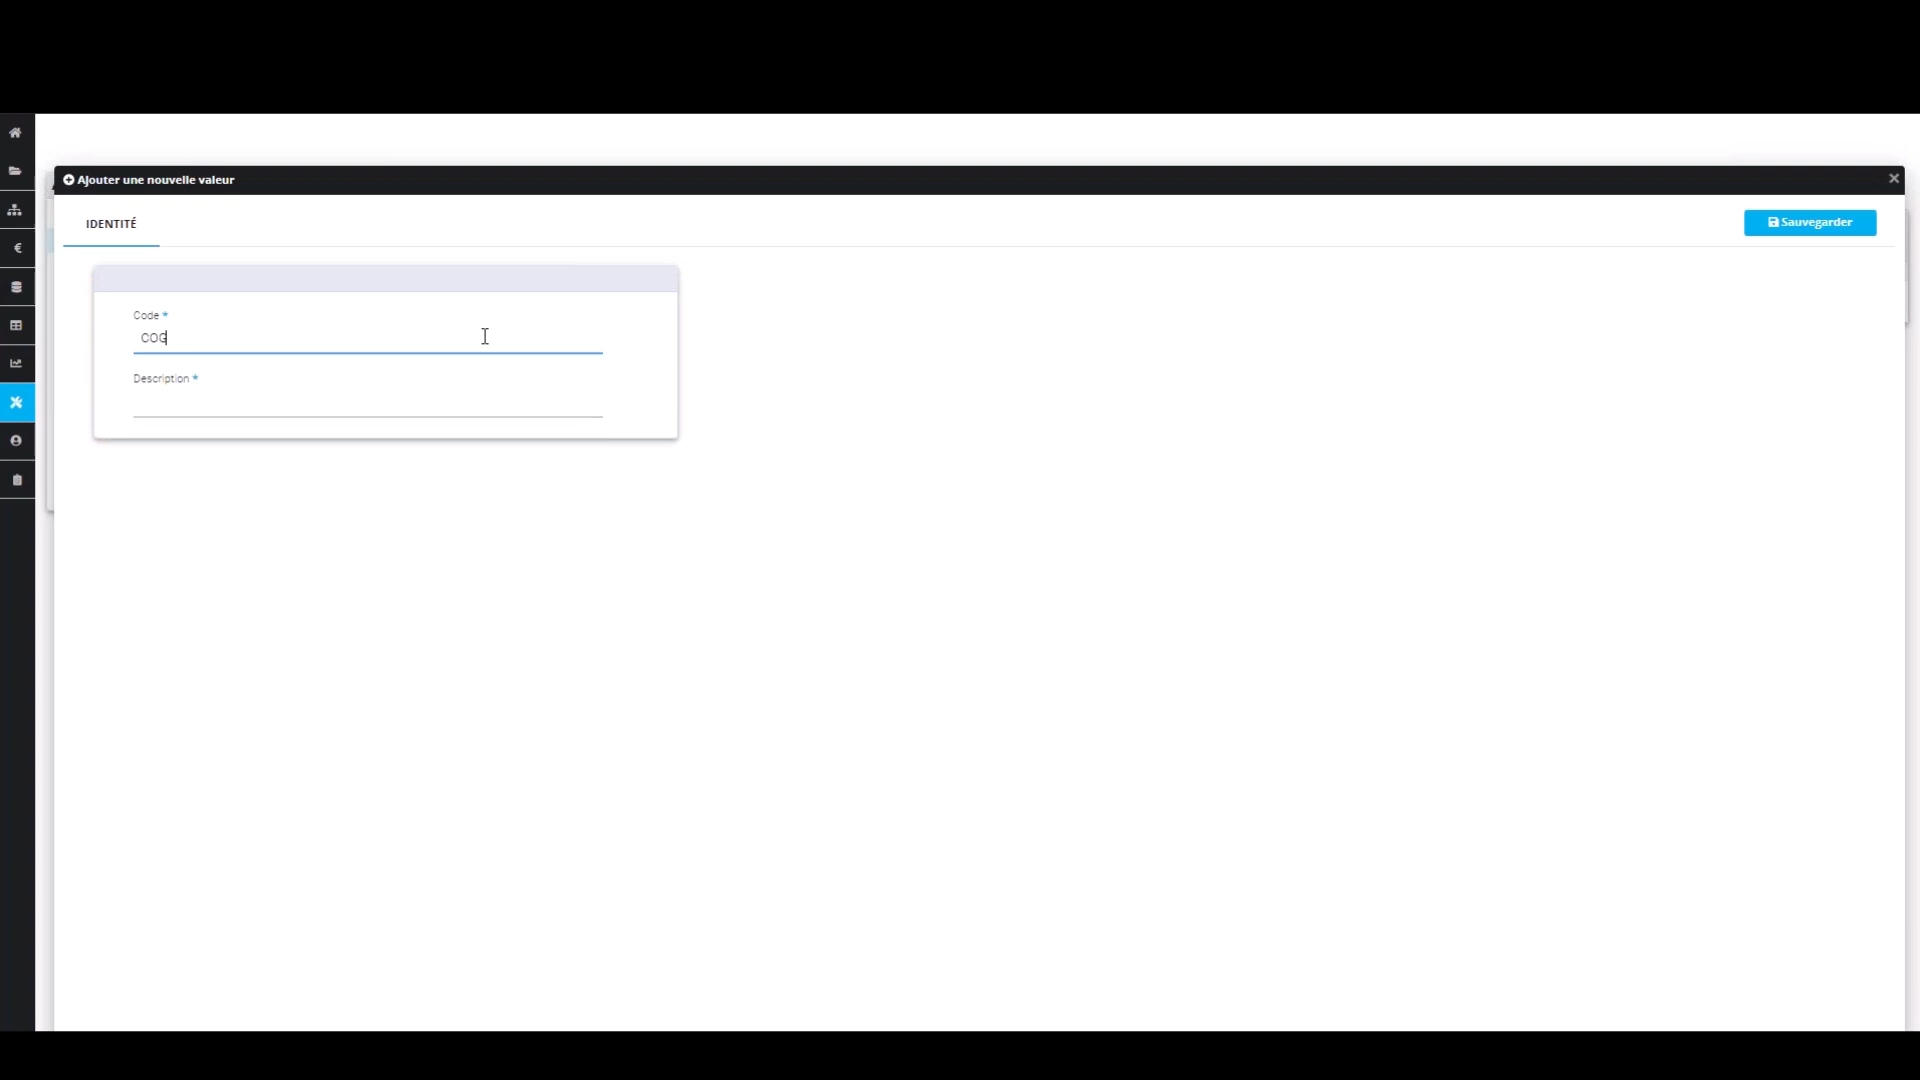 Ajouter une nouvelle valeur
IDENTITÉ
Sauvegarder
Code *
COG
Description *